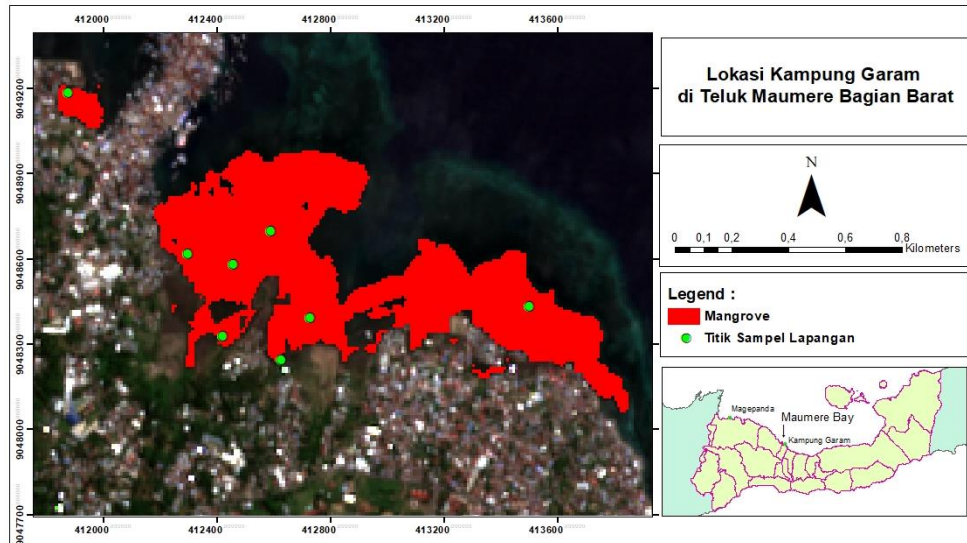 412000 412400 412800 413200 413600
9049200
9048900
9048600
9048300
9048000
9047700
412000 412400 412800 413200 413600
Lokasi Kampung Garam
di Teluk Maumere Bagian Barat
N
0 0,1 0,2 0,4 0,6 0,8
Kilometers
Legend :
Mangrove
Titik Sampel Lapangan
Magepanda
Maumere Bay
Kampung Garam